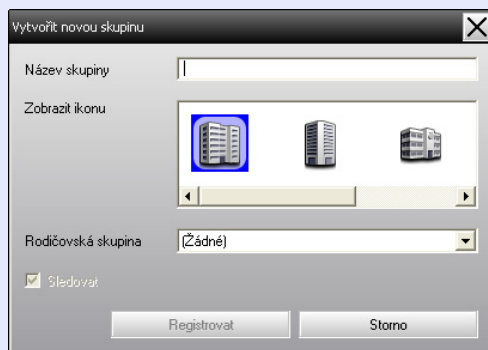 Vytvořit novou skupinu
Název skupiny
Zobrazit ikonu
Rodičovská skupina
(Žádné)
Sledovat
Registrovat
Storno